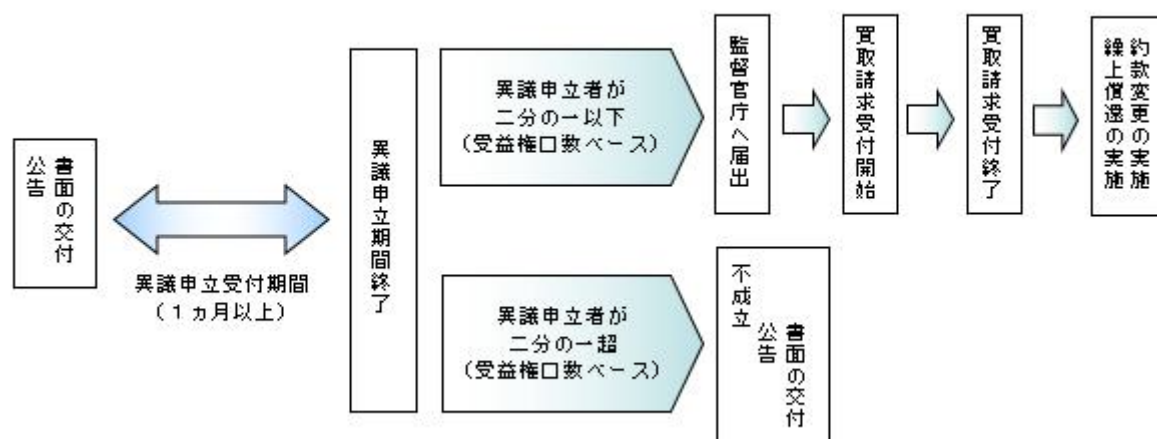 書面の交付
公告
異議申立受付期間
(1ヵ月以上)
異議申立期間終了
異議申立者が
二分の一以下
(受益権口数ベース)
監督官庁へ届出
買取請求受付開始
買取請求受付終了
約款変更の実施
繰上償還の実施
異議申立者が
二分の一超
(受益権口数ベース)
不成立
書面の交付
公告